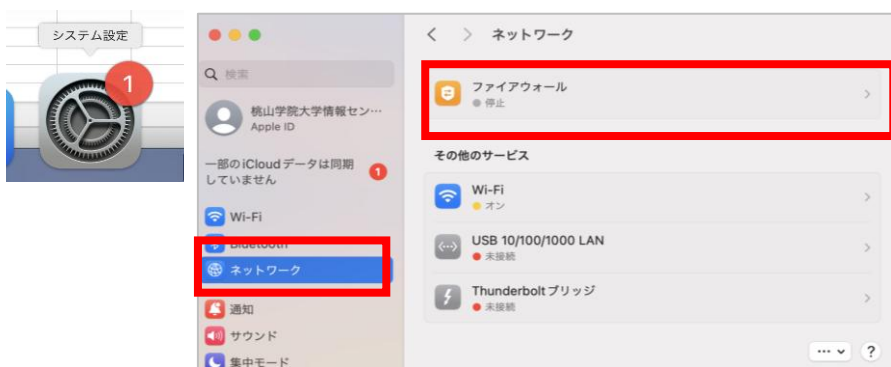 システム設定
1
検索
桃山学院大学情報セン…
Apple ID
一部のiCloudデータは同期
していません
1
Wi-Fi
Bluetooth
ネットワーク
通知
サウンド
集中モード
ネットワーク
ファイアウォール
停止
その他のサービス
Wi-Fi
オン
USB 10/100/1000 LAN
未接続
Thunderboltブリッジ
未接続
… ?